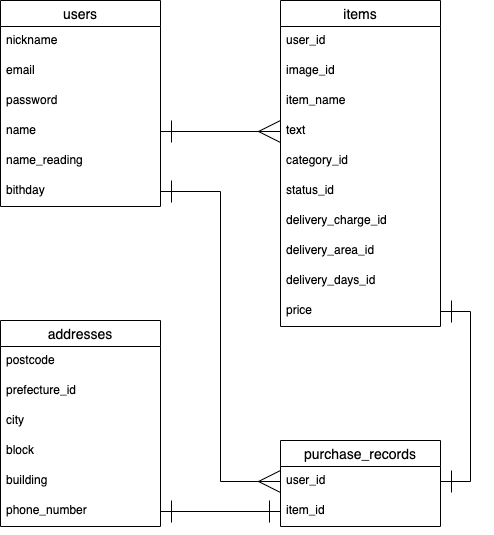 users
nickname
email
password
name
name_reading
bithday
items
user_id
image_id
item_name
text
category_id
status_id
delivery_charge_id
delivery_area_id
delivery_days_id
price
addresses
postcode
prefecture_id
city
block
building
phone_number
purchase_records
user_id
item_id